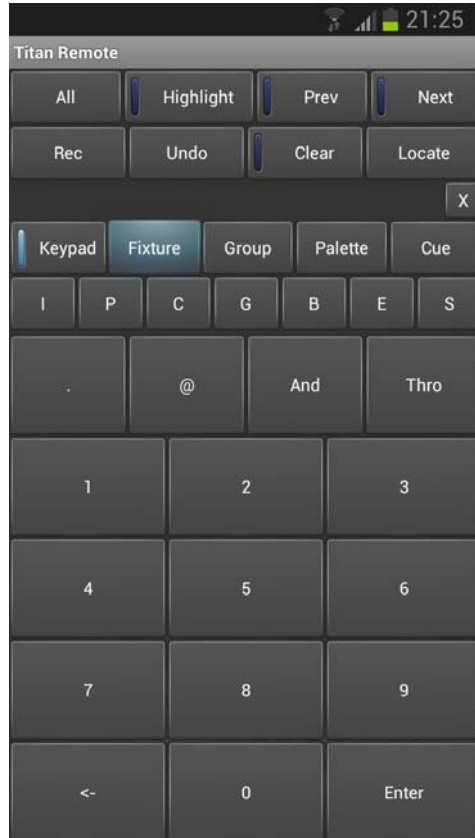 21:25
Titan Remote
All Highlight Prev Next
Rec Undo Clear Locate
X
Keypad Fixture Group Palette Cue
I P C G B E S
. @ And Thro
1 2 3
4 5 6
7 8 9
<- 0 Enter